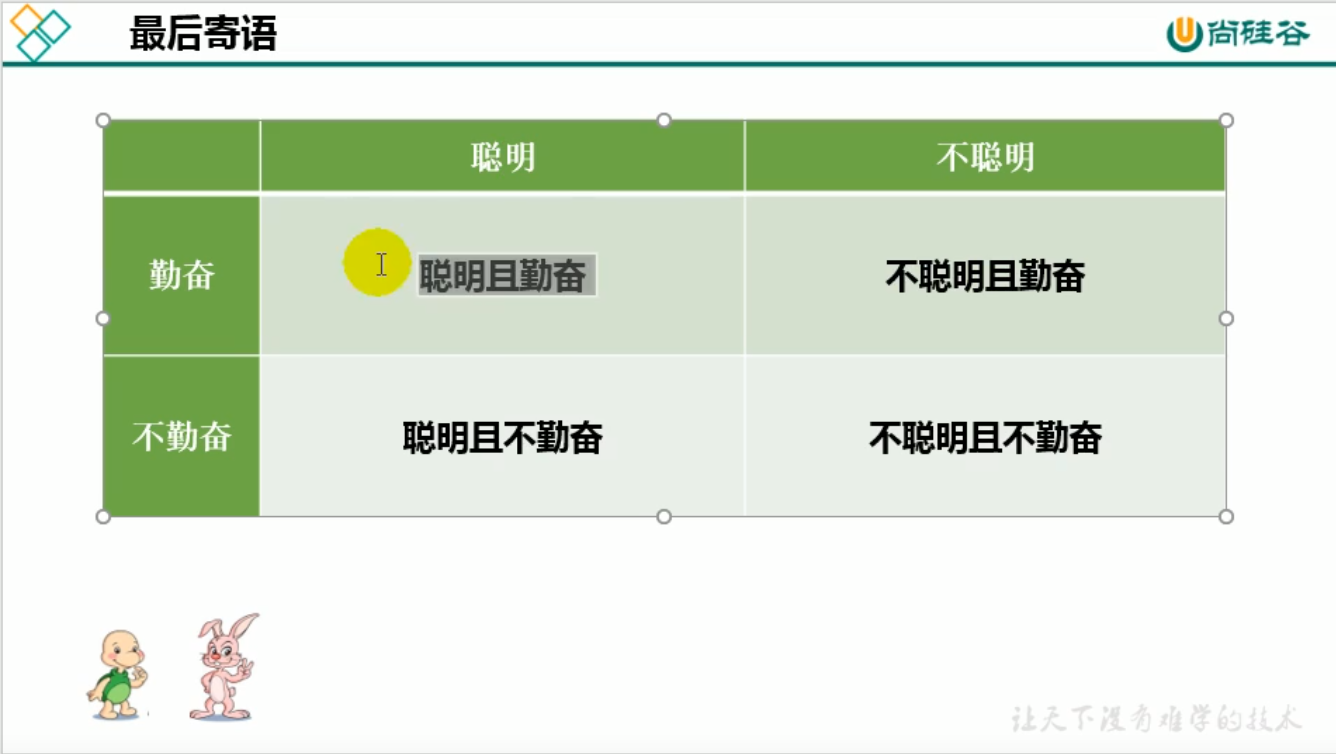 最后寄语
尚硅谷
聪明 不聪明
勤奋 聪明且勤奋 不聪明且勤奋
不勤奋 聪明且不勤奋 不聪明且不勤奋
让天下没有难学的技术